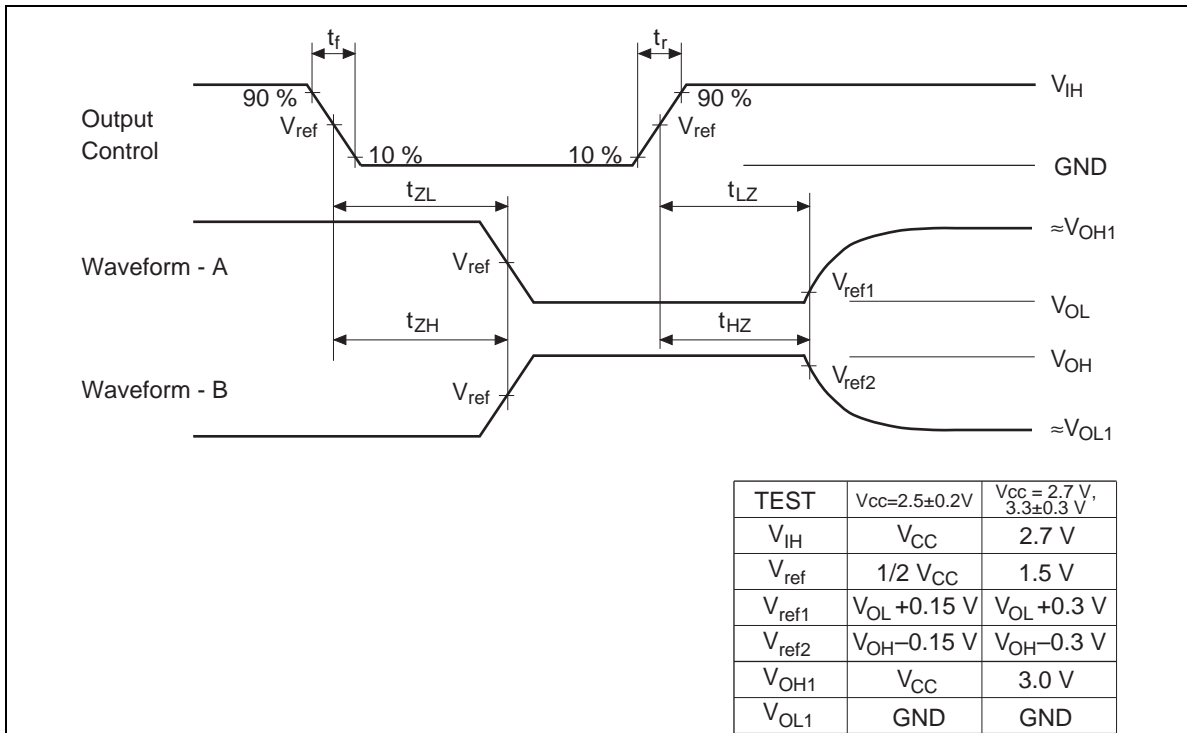 tf
tr
90 %
90 %
VIH
Output
Control
Vref
Vref
10 %
10 %
GND
tZL
tLZ
≈VOH1
Waveform - A
Vref
Vref1
VOL
tZH
tHZ
VOH
Vref2
Waveform - B
Vref
≈VOL1
TEST Vcc=2.5±0.2V Vcc = 2.7 V,
3.3±0.3 V
VIH VCC 2.7 V
Vref 1/2 VCC 1.5 V
Vref1 VOL +0.15 V VOL +0.3 V
Vref2 VOH–0.15 V VOH–0.3 V
VOH1 VCC 3.0 V
VOL1 GND GND